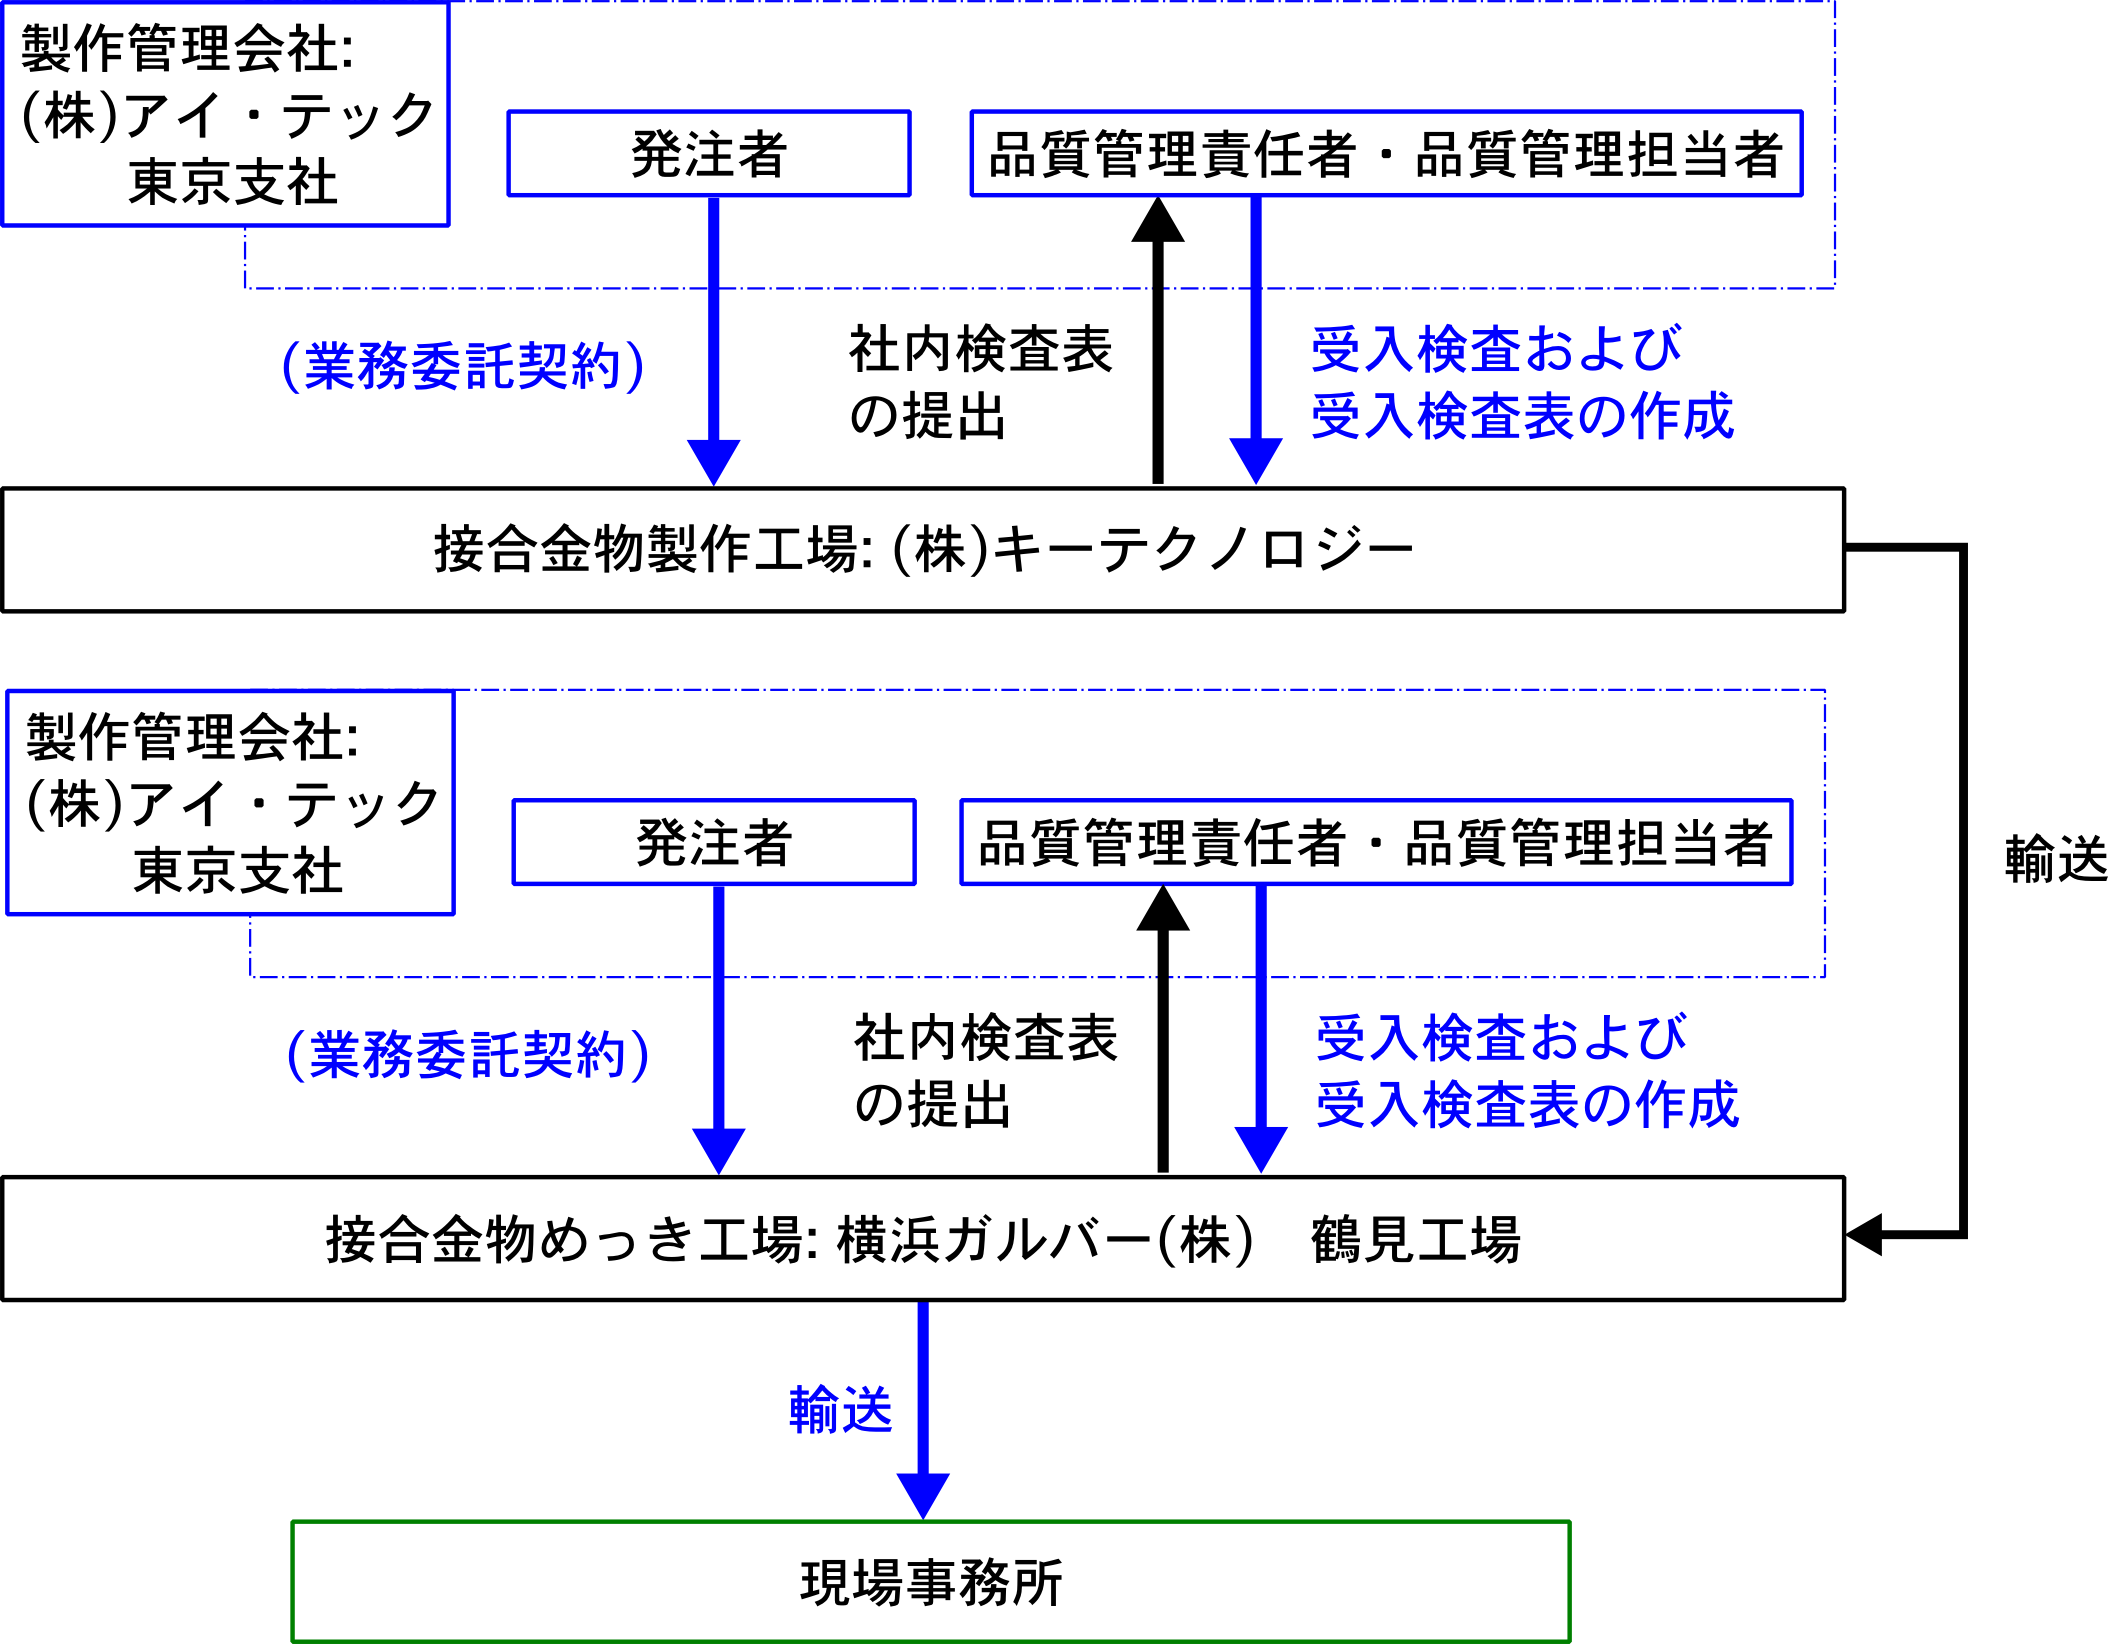 製作管理会社:
(株)アイ・テック
東京支社
発注者
品質管理責任者・品質管理担当者
(業務委託契約)
社内検査表
の提出
受入検査および
受入検査表の作成
接合金物製作工場: (株)キーテクノロジー
製作管理会社:
(株)アイ・テック
東京支社
発注者
品質管理責任者・品質管理担当者
輸送
(業務委託契約)
社内検査表
の提出
受入検査および
受入検査表の作成
接合金物めっき工場: 横浜ガルバー(株)　鶴見工場
輸送
現場事務所